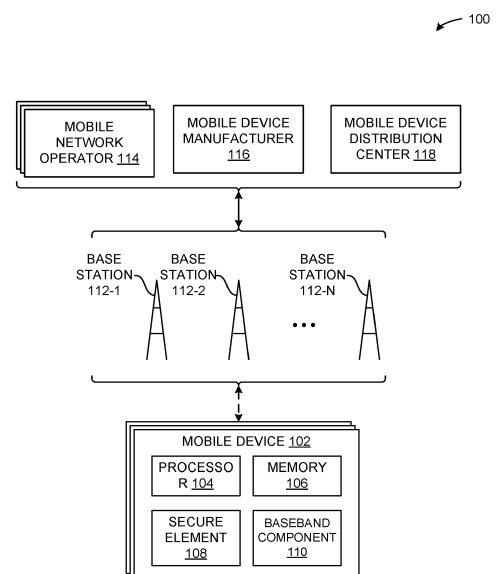 100
MOBILE
NETWORK
OPERATOR 114
MOBILE DEVICE
MANUFACTURER
116
MOBILE DEVICE
DISTRIBUTION
CENTER 118
BASE
STATION
112-1
BASE
STATION
112-2
BASE
STATION
112-N
MOBILE DEVICE 102
PROCESSO
R 104
MEMORY
106
SECURE
ELEMENT
108
BASEBAND
COMPONENT
110